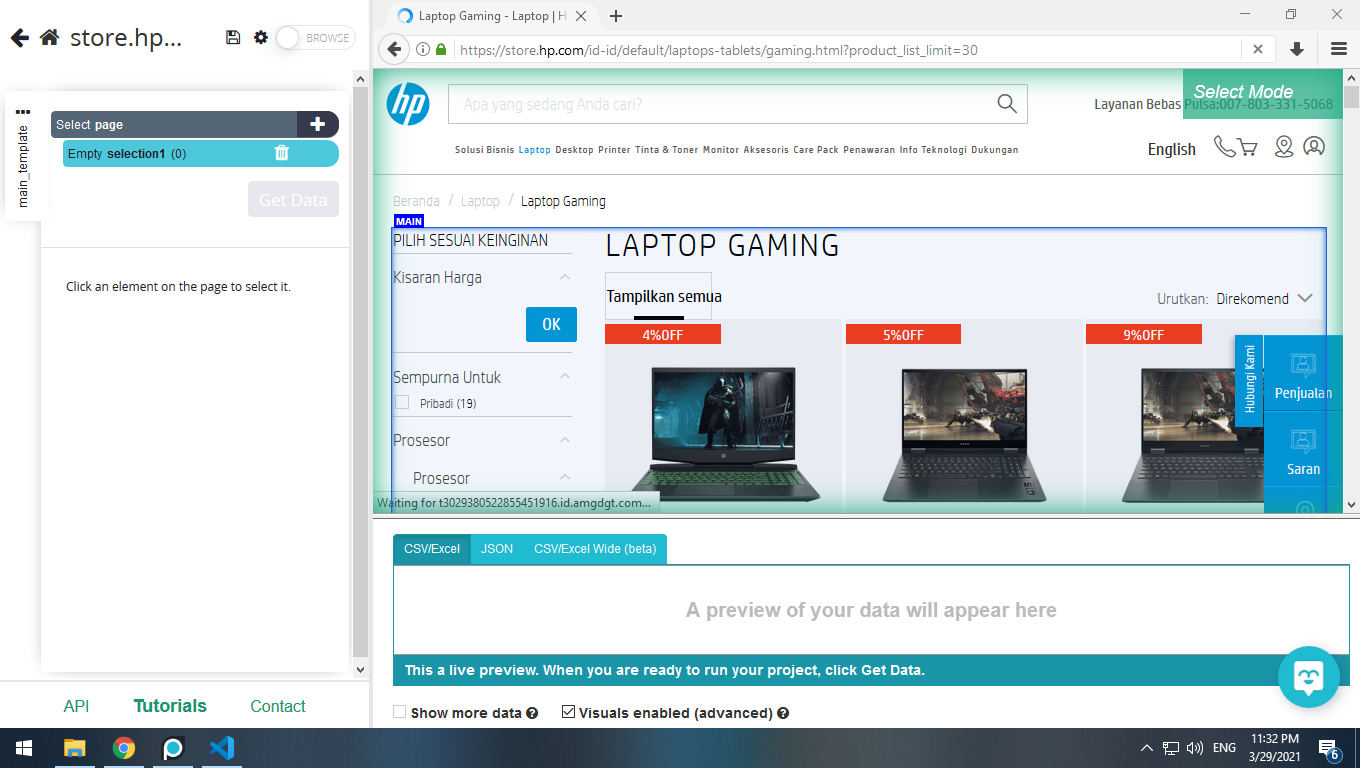 store.hp...
BROWSE
main_template
Select page
Empty selection1 (0)
Get Data
Click an element on the page to select it.
API
Tutorials
Contact
Laptop Gaming - Laptop | H
https://store.hp.com/id-id/default/laptops-tablets/gaming.html?product_list_limit=30
hp
Apa yang sedang Anda cari?
Select Mode
Layanan Bebas Pulsa:007-803-331-5068
Solusi Bisnis Laptop Desktop Printer Tinta & Toner Monitor Aksesoris Care Pack Penawaran Info Teknologi Dukungan
English
Beranda / Laptop / Laptop Gaming
MAIN
PILIH SESUAI KEINGINAN
Kisaran Harga
OK
Sempurna Untuk
Pribadi (19)
Prosesor
Prosesor
LAPTOP GAMING
Tampilkan semua
Urutkan: Direkomend
4%OFF
5%OFF
9%OFF
Hubungi Kami
Penjualan
Saran
Waiting for t3029380522855451916.id.amgdgt.com...
CSV/Excel
JSON
CSV/Excel Wide (beta)
A preview of your data will appear here
This a live preview. When you are ready to run your project, click Get Data.
Show more data
Visuals enabled (advanced)
ENG
11:32 PM
3/29/2021
6